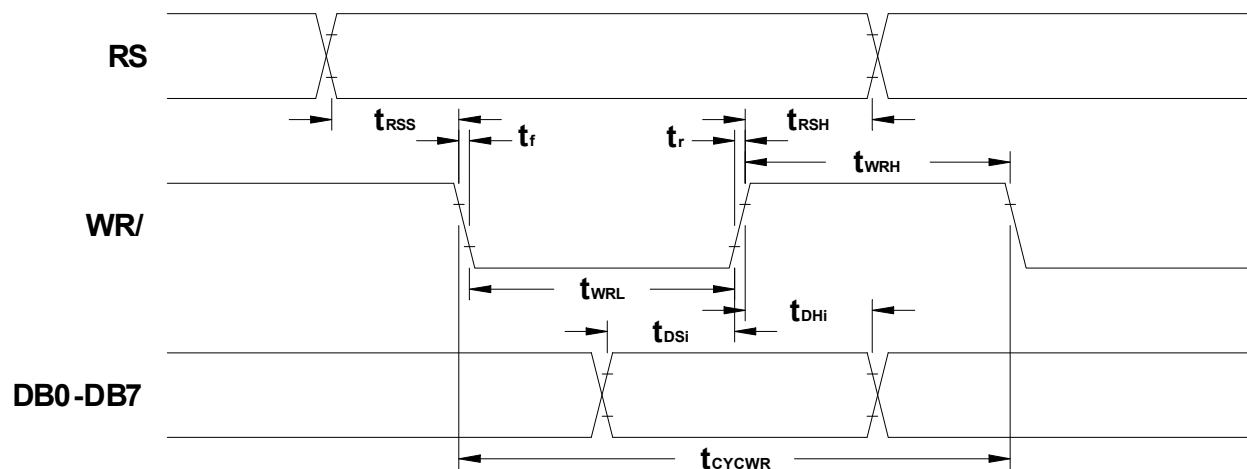 RS
tRSS
tf
tr
tRSH
tWRH
WR/
tWRL
tDHi
tDSi
DB0-DB7
tCYCWR